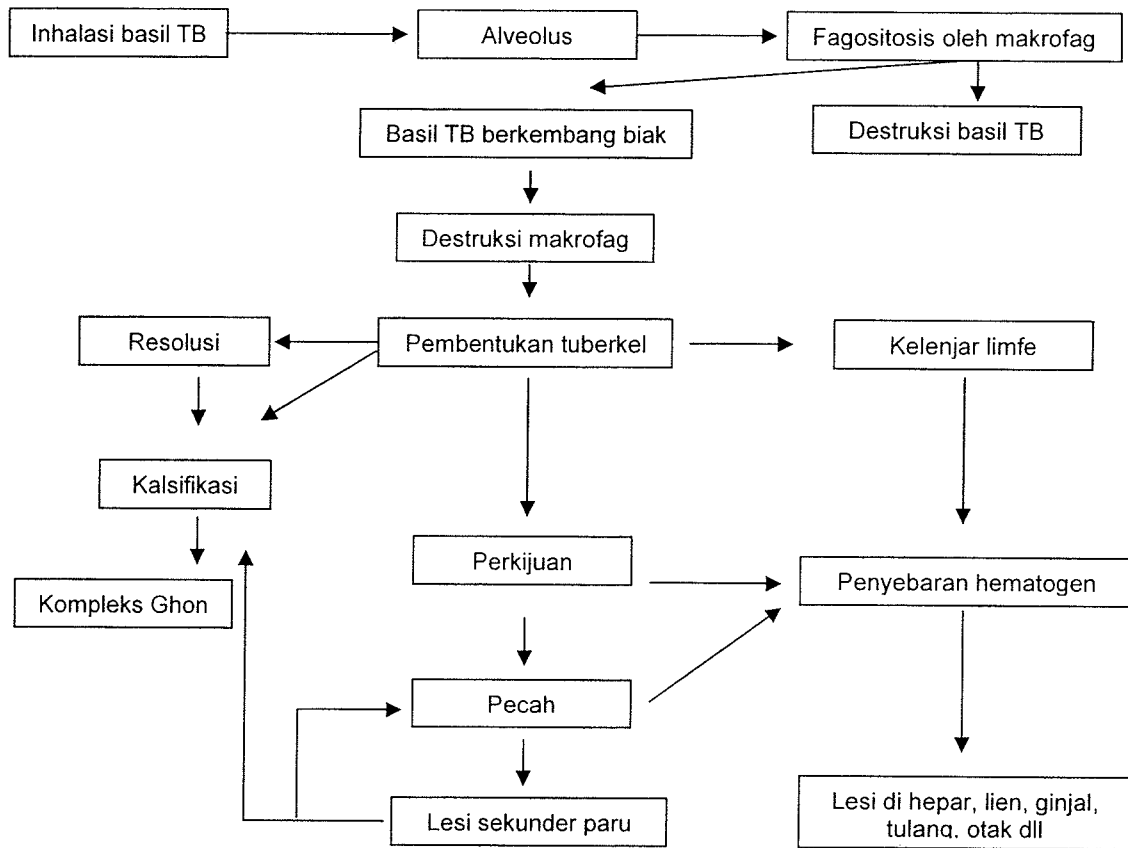 Inhalasi basil TB
Alveolus
Fagositosis oleh makrofag
Basil TB berkembang biak
Destruksi basil TB
Destruksi makrofag
Resolusi
Pembentukan tuberkel
Kelenjar limfe
Kalsifikasi
Perkijuan
Penyebaran hematogen
Kompleks Ghon
Pecah
Lesi sekunder paru
Lesi di hepar, lien, ginjal,
tulang, otak dll